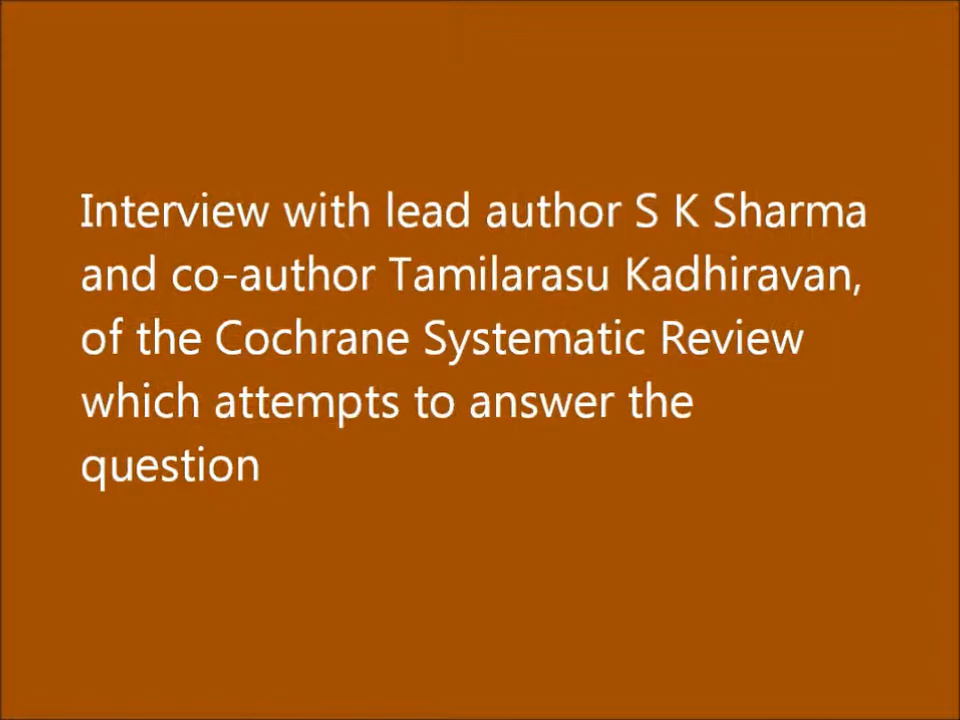 Interview with lead author S K Sharma
and co-author Tamilarasu Kadhiravan,
of the Cochrane Systematic Review
which attempts to answer the
question